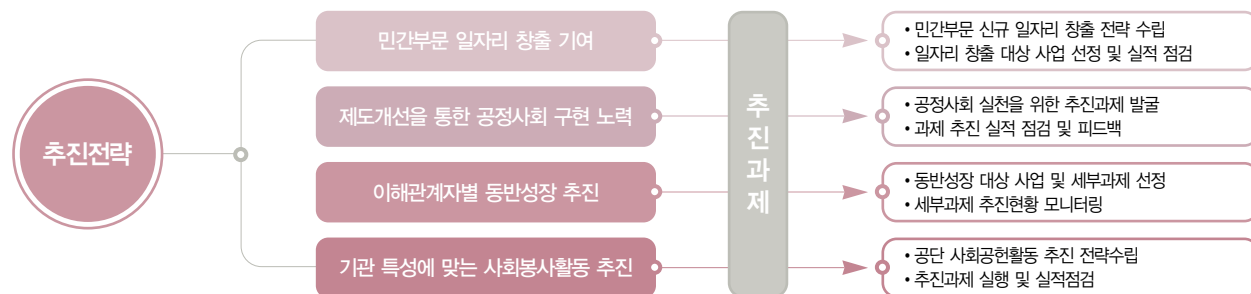 추진전략
민간부문 일자리 창출 기여
제도개선을 통한 공정사회 구현 노력
이해관계자별 동반성장 추진
기관 특성에 맞는 사회봉사활동 추진
추진과제
• 민간부문 신규 일자리 창출 전략 수립
• 일자리 창출 대상 사업 선정 및 실적 점검
• 공정사회 실천을 위한 추진과제 발굴
• 과제 추진 실적 점검 및 피드백
• 동반성장 대상 사업 및 세부과제 선정
• 세부과제 추진현황 모니터링
• 공단 사회공헌활동 추진 전략수립
• 추진과제 실행 및 실적점검